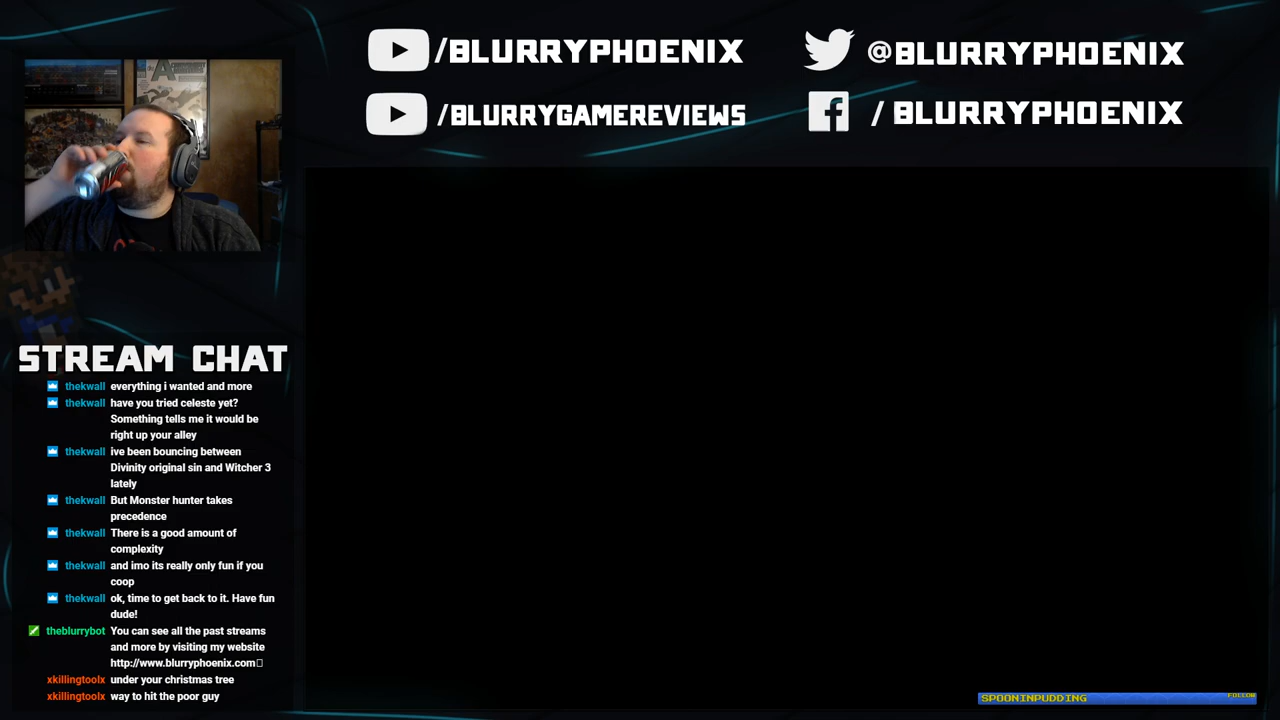 /BLURRYPHOENIX
@BLURRYPHOENIX
/BLURRYGAMEREVIEWS
/ BLURRYPHOENIX
STREAM CHAT
thekwall everything i wanted and more
thekwall have you tried celeste yet?
Something tells me it would be
right up your alley
thekwall ive been bouncing between
Divinity original sin and Witcher 3
lately
thekwall But Monster hunter takes
precedence
thekwall There is a good amount of
complexity
thekwall and imo its really only fun if you
coop
thekwall ok, time to get back to it. Have fun
dude!
theblurrybot You can see all the past streams
and more by visiting my website
http://www.blurryphoenix.com
xkillingtoolx under your christmas tree
xkillingtoolx way to hit the poor guy
SPOONINPUDDING
FOLLOW